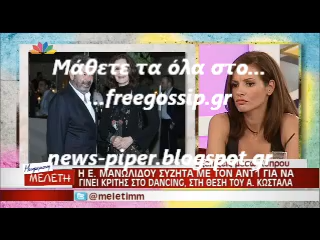 Μάθετε τα όλα στο...
...freegossip.gr
news-piper.blogspot.gr
ΜΕΛΕΤΗ
Η Ε. ΜΑΝΩΛΙΔΟΥ ΣΥΖΗΤΑ ΜΕ ΤΟΝ ΑΝΤ1 ΓΙΑ ΝΑ
ΓΙΝΕΙ ΚΡΙΤΗΣ ΣΤΟ DANCING, ΣΤΗ ΘΕΣΗ ΤΟΥ Α. ΚΩΣΤΑΛΑ
@meletimm